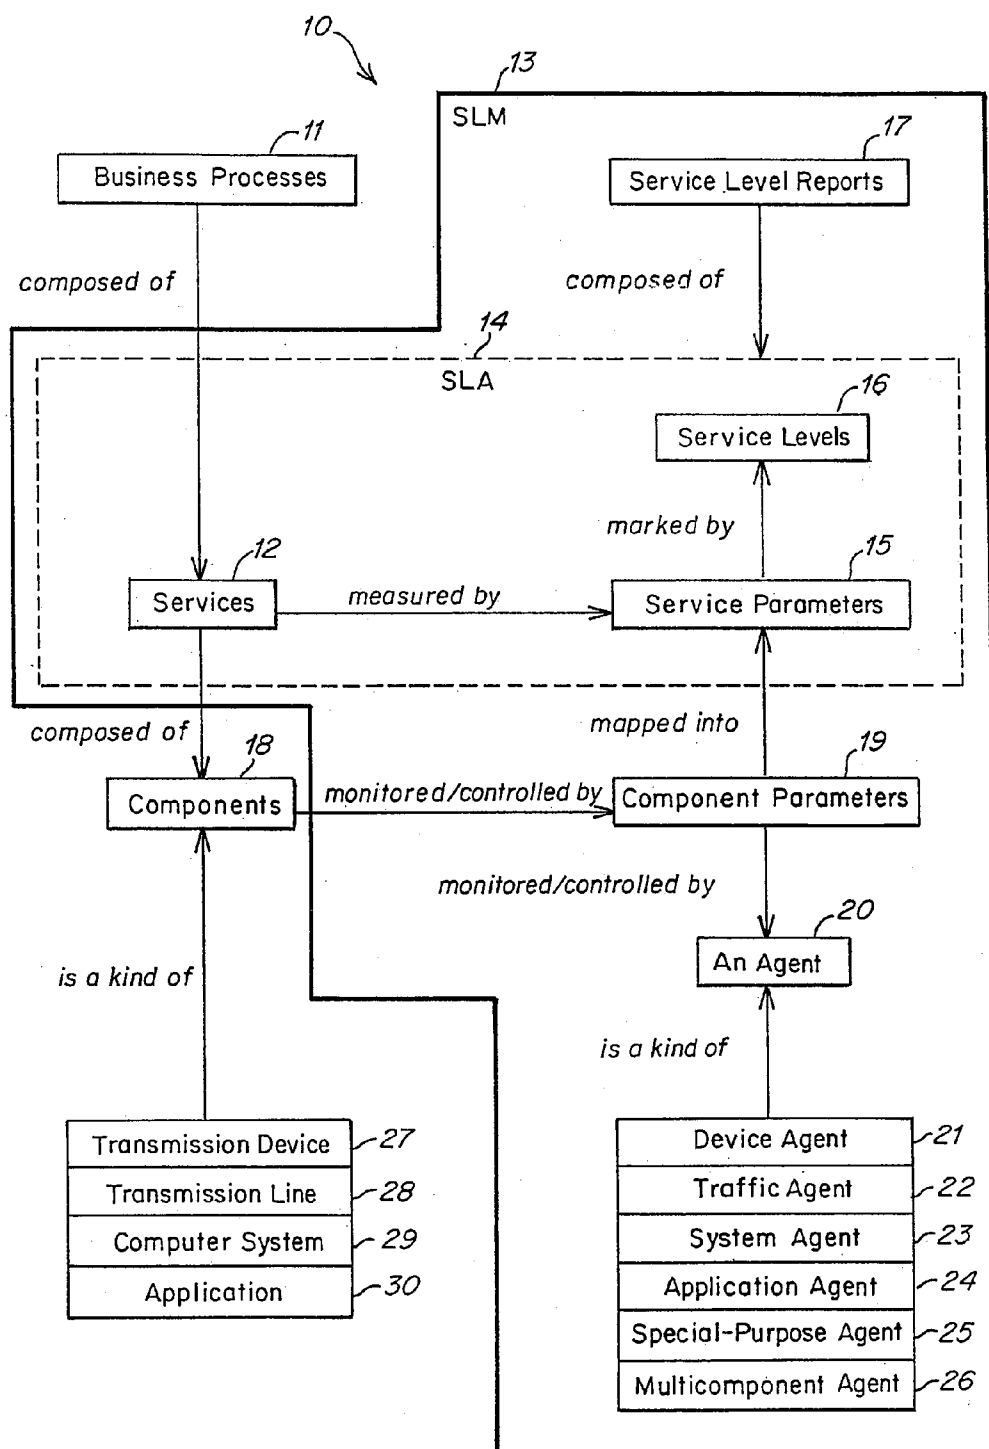 10
13
SLM
11
Business Processes
17
Service Level Reports
composed of
composed of
14
SLA
16
Service Levels
marked by
12
Services
measured by
15
Service Parameters
composed of
mapped into
18
Components
monitored/controlled by
19
Component Parameters
monitored/controlled by
20
An Agent
is a kind of
is a kind of
Transmission Device 27
Transmission Line 28
Computer System 29
Application 30
Device Agent 21
Traffic Agent 22
System Agent 23
Application Agent 24
Special-Purpose Agent 25
Multicomponent Agent 26